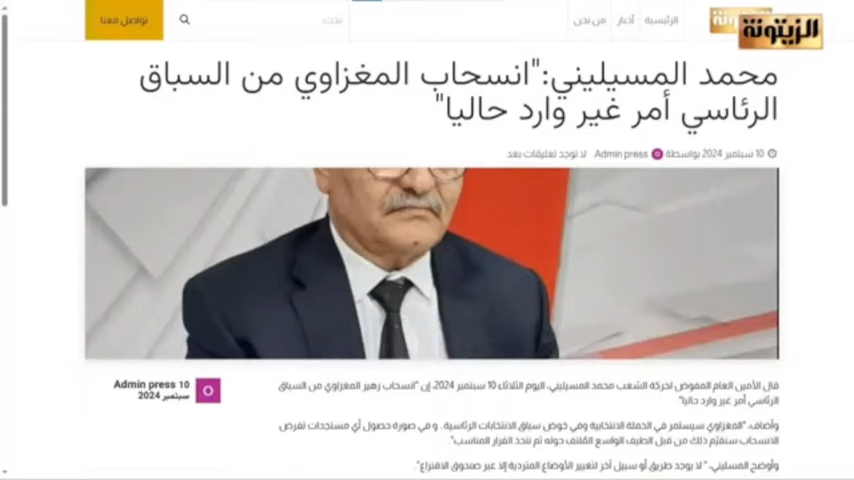 الزيتونة
الرئيسية أخبار من نحن
تواصل معنا
محمد المسيليني:"انسحاب المغزاوي من السباق
الرئاسي أمر غير وارد حاليا"
10 سبتمبر 2024 بواسطة Admin press لا توجد تعليقات بعد
Admin press 10
سبتمبر 2024
قال الأمين العام المفوض لحركة الشعب محمد المسيليني، اليوم الثلاثاء 10 سبتمبر 2024، إن "انسحاب زهير المغزاوي من السباق
الرئاسي أمر غير وارد حاليا".
وأضاف، "المغزاوي سيستمر في الحملة الانتخابية وفي خوض سباق الانتخابات الرئاسية.. و في صورة حصول أي مستجدات تفرض
الانسحاب سنقيّم ذلك من قبل الطيف الواسع المُلتف حوله ثم نتخذ القرار المناسب"
وأوضح المسليني، " لا يوجد طريق أو سبيل آخر لتغيير الأوضاع المتردية إلا عبر صندوق الاقتراع".